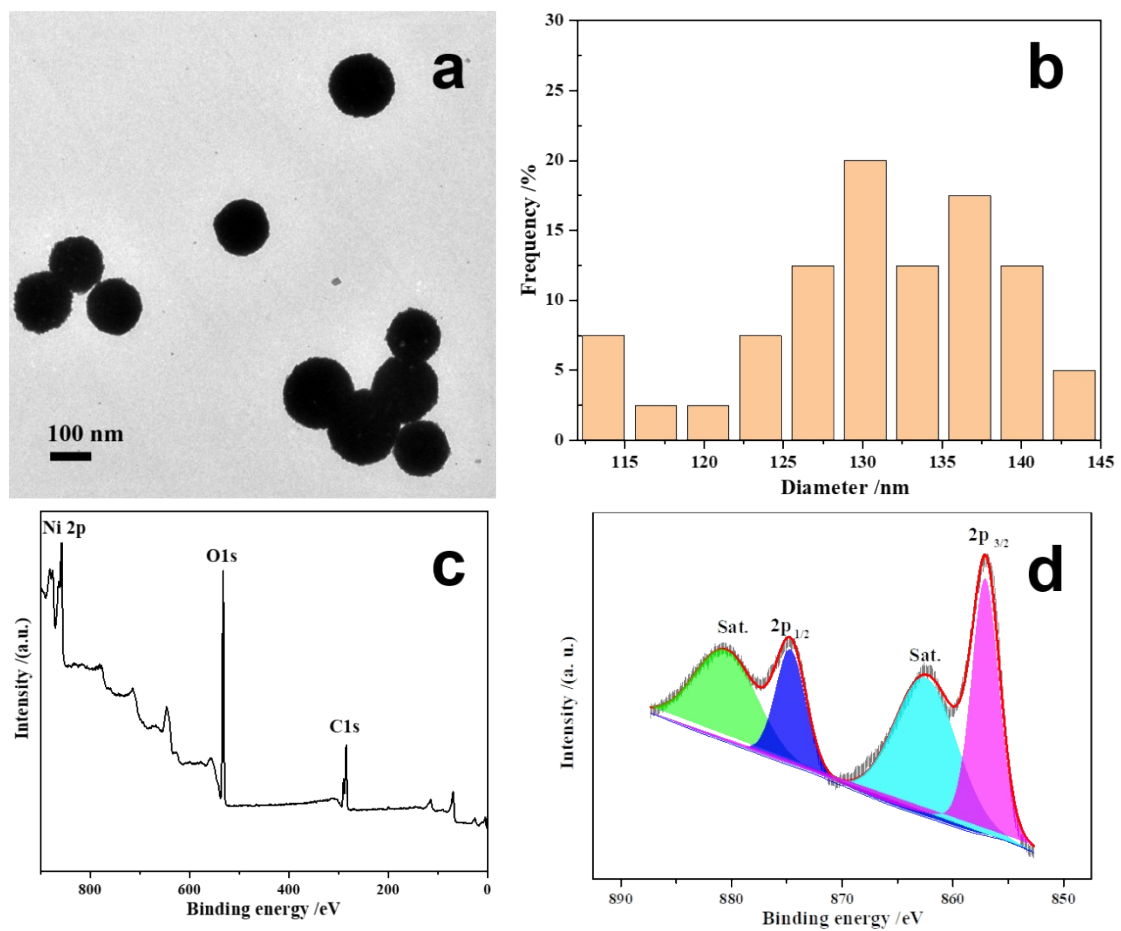 a
100 nm
b
Frequency /%
30
25
20
15
10
5
0
115 120 125 130 135 140 145
Diameter /nm
c
Ni 2p
O1s
C1s
Intensity /(a.u.)
800 600 400 200 0
Binding energy /eV
d
2p 3/2
Sat.
2p 1/2
Sat.
Intensity /(a. u.)
890 880 870 860 850
Binding energy /eV